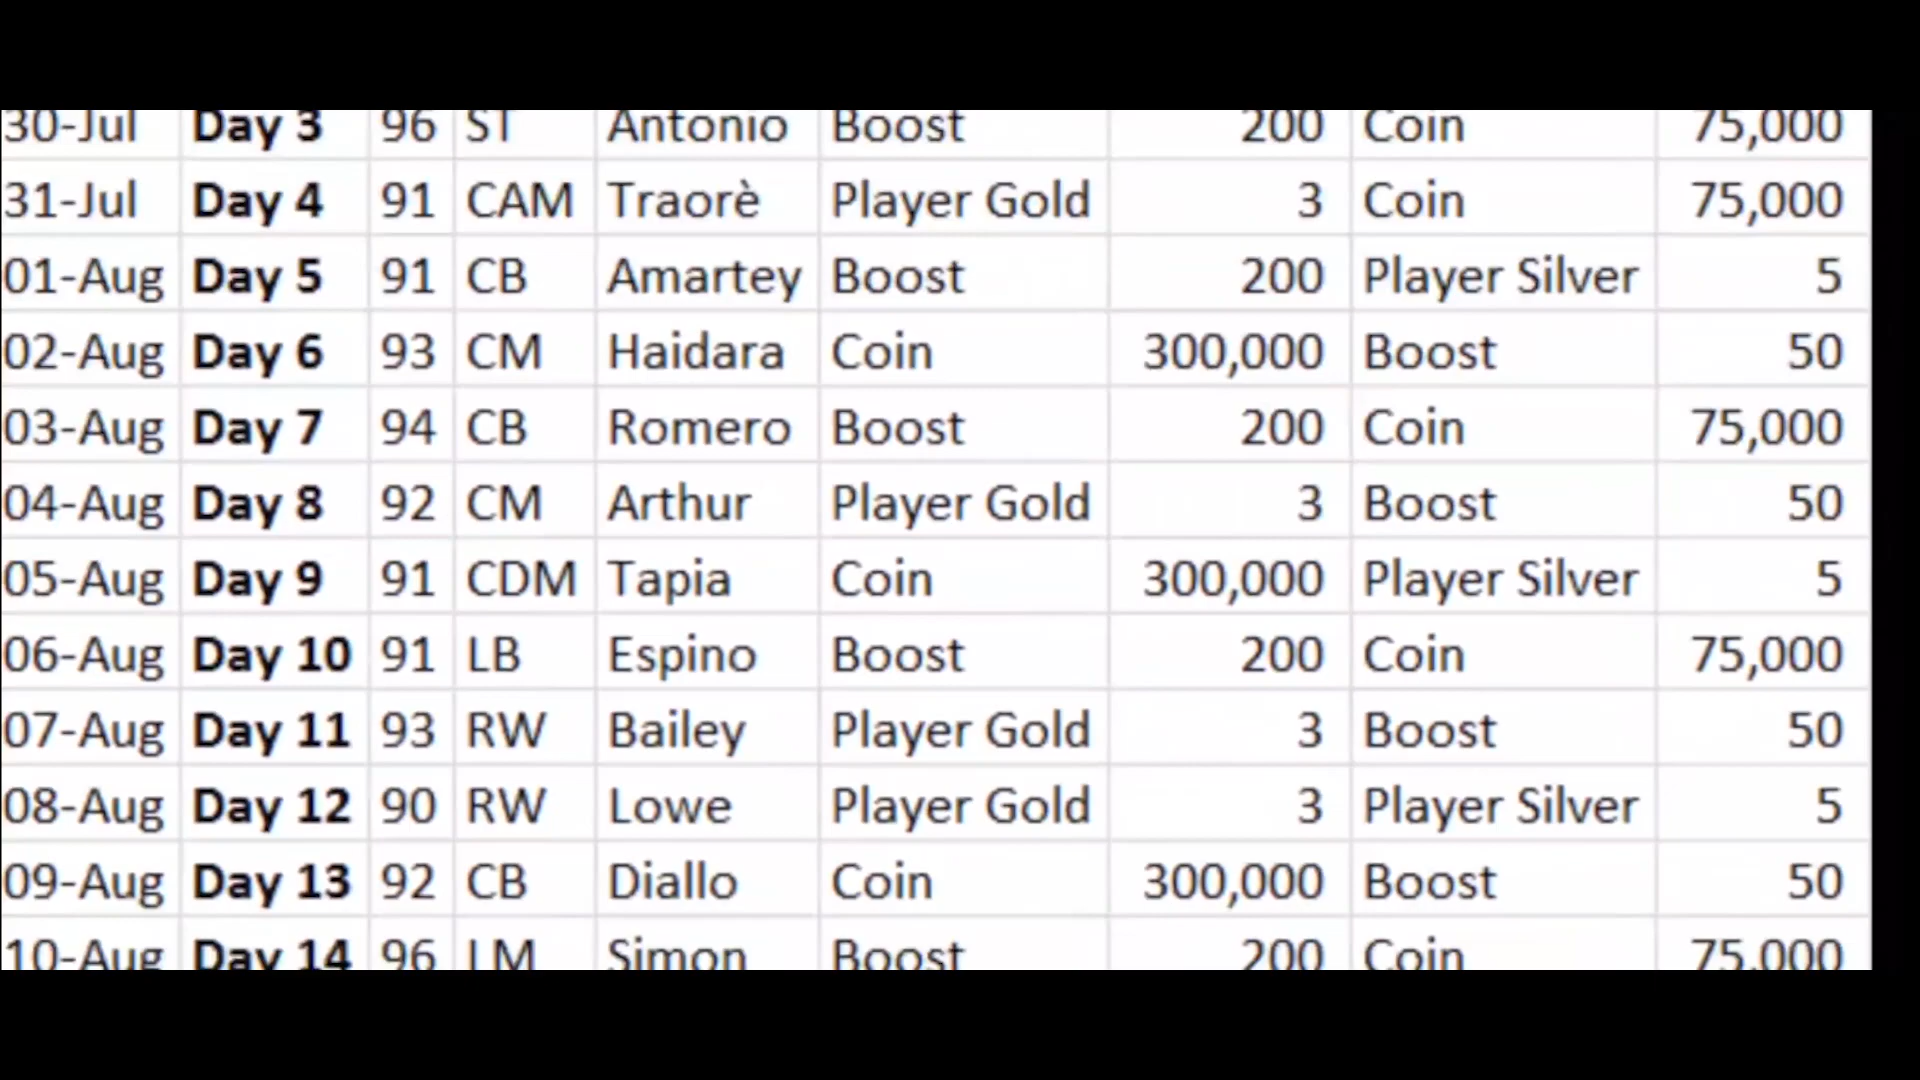 30-Jul Day 3 96 ST Antonio Boost 200 Coin 75,000
31-Jul Day 4 91 CAM Traorè Player Gold 3 Coin 75,000
01-Aug Day 5 91 CB Amartey Boost 200 Player Silver 5
02-Aug Day 6 93 CM Haidara Coin 300,000 Boost 50
03-Aug Day 7 94 CB Romero Boost 200 Coin 75,000
04-Aug Day 8 92 CM Arthur Player Gold 3 Boost 50
05-Aug Day 9 91 CDM Tapia Coin 300,000 Player Silver 5
06-Aug Day 10 91 LB Espino Boost 200 Coin 75,000
07-Aug Day 11 93 RW Bailey Player Gold 3 Boost 50
08-Aug Day 12 90 RW Lowe Player Gold 3 Player Silver 5
09-Aug Day 13 92 CB Diallo Coin 300,000 Boost 50
10-Aug Day 14 96 LM Simon Boost 200 Coin 75,000